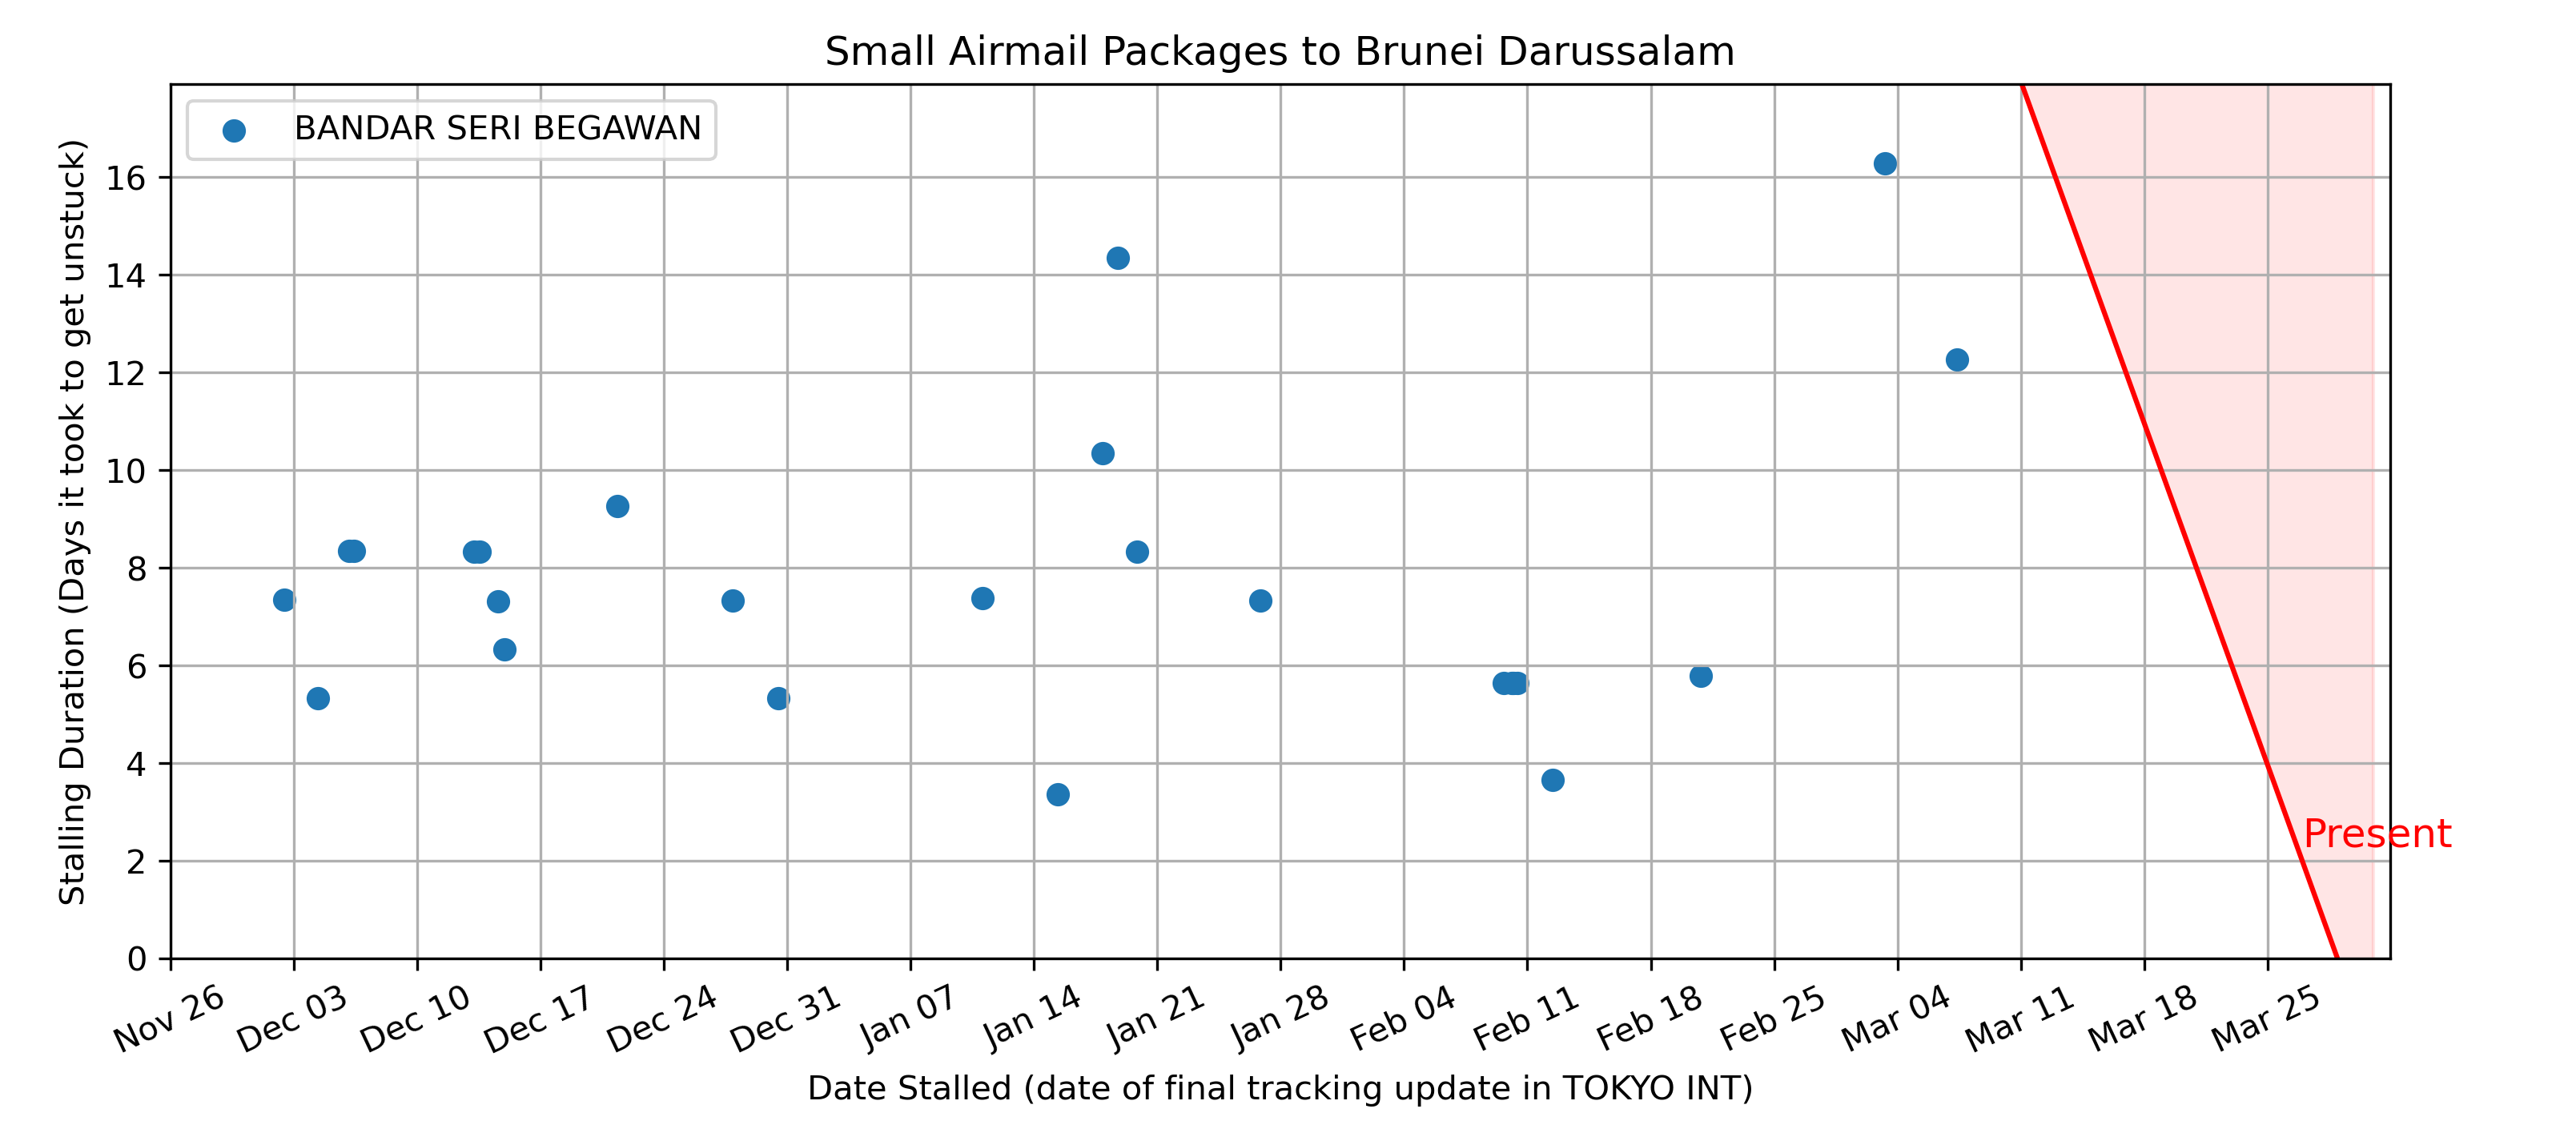 Small Airmail Packages to Brunei Darussalam
BANDAR SERI BEGAWAN
Stalling Duration (Days it took to get unstuck)
16
14
12
10
8
6
4
2
0
Present
Nov 26
Dec 03
Dec 10
Dec 17
Dec 24
Dec 31
Jan 07
Jan 14
Jan 21
Jan 28
Feb 04
Feb 11
Feb 18
Feb 25
Mar 04
Mar 11
Mar 18
Mar 25
Date Stalled (date of final tracking update in TOKYO INT)